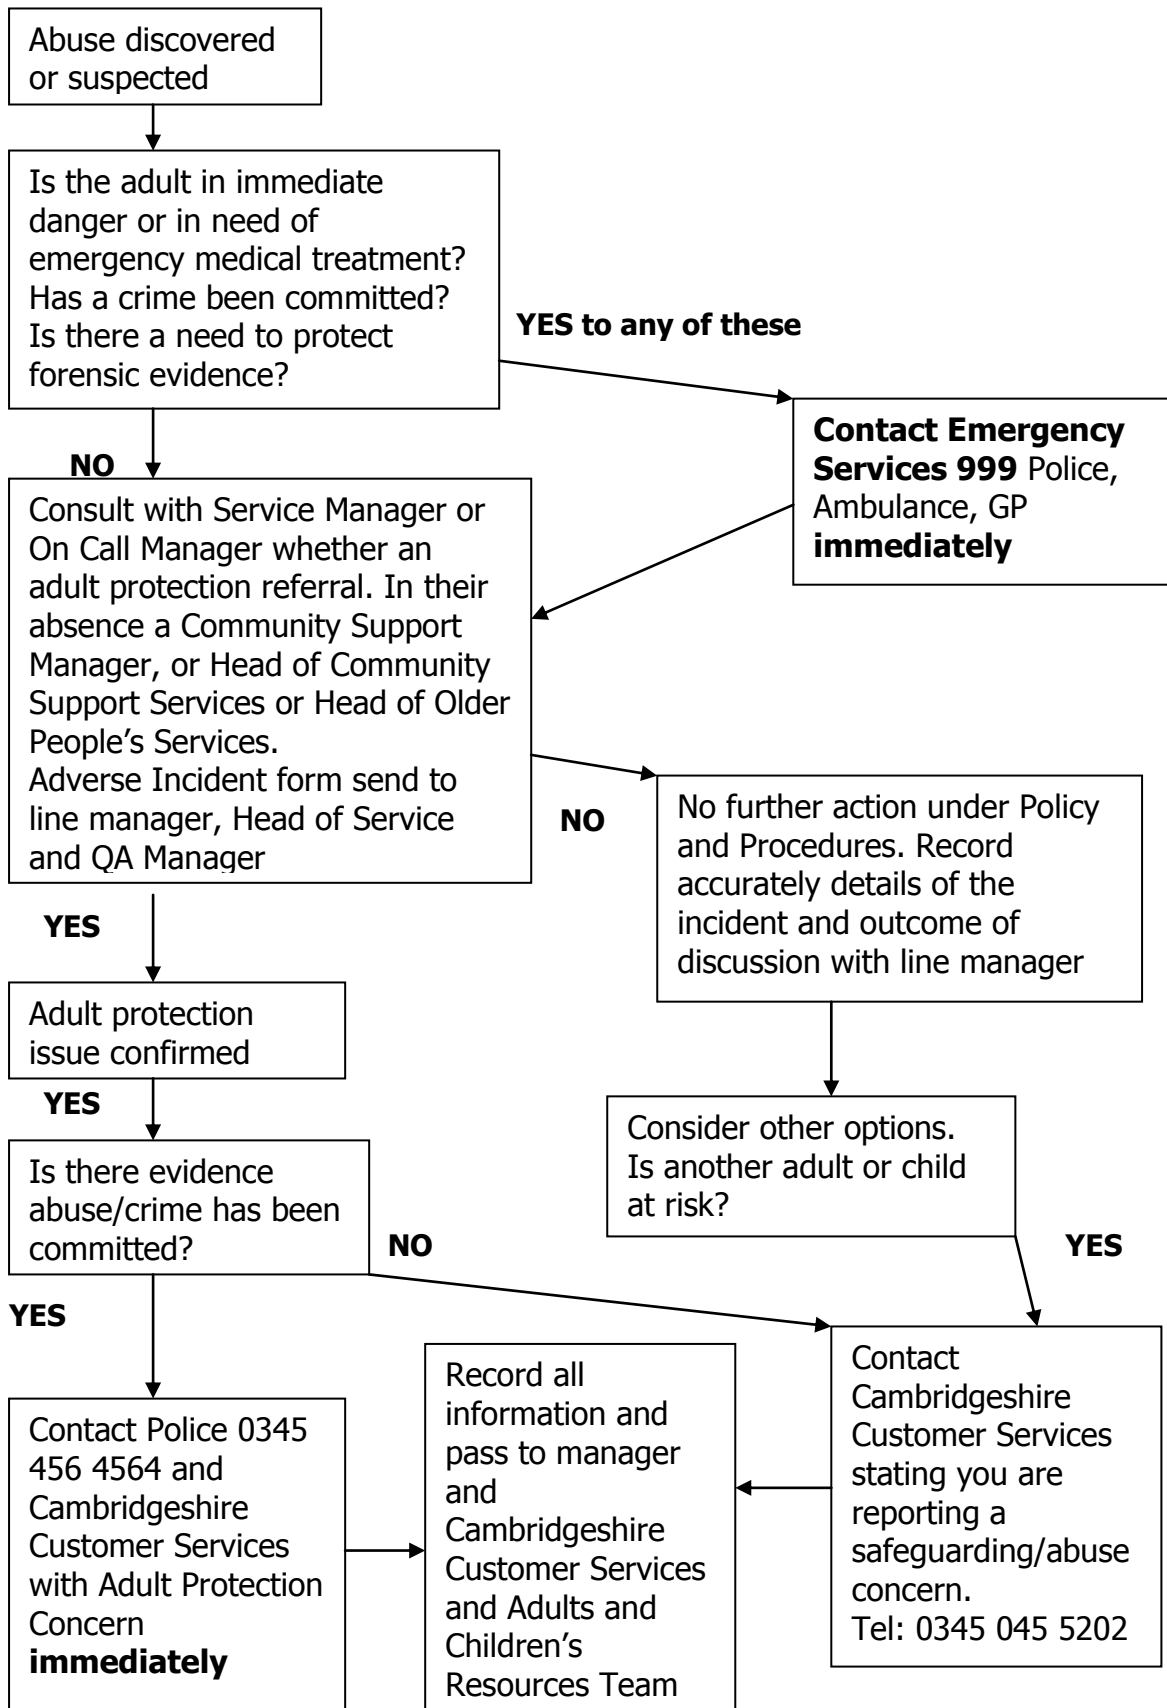 Abuse discovered
or suspected
Is the adult in immediate
danger or in need of
emergency medical treatment?
Has a crime been committed?
Is there a need to protect
forensic evidence?
YES to any of these
Contact Emergency
Services 999 Police,
Ambulance, GP
immediately
NO
Consult with Service Manager or
On Call Manager whether an
adult protection referral. In their
absence a Community Support
Manager, or Head of Community
Support Services or Head of Older
People’s Services.
Adverse Incident form send to
line manager, Head of Service
and QA Manager
NO
No further action under Policy
and Procedures. Record
accurately details of the
incident and outcome of
discussion with line manager
YES
Adult protection
issue confirmed
YES
Consider other options.
Is another adult or child
at risk?
Is there evidence
abuse/crime has been
committed?
NO
YES
YES
Contact Police 0345
456 4564 and
Cambridgeshire
Customer Services
with Adult Protection
Concern
immediately
Record all
information and
pass to manager
and
Cambridgeshire
Customer Services
and Adults and
Children’s
Resources Team
Contact
Cambridgeshire
Customer Services
stating you are
reporting a
safeguarding/abuse
concern.
Tel: 0345 045 5202